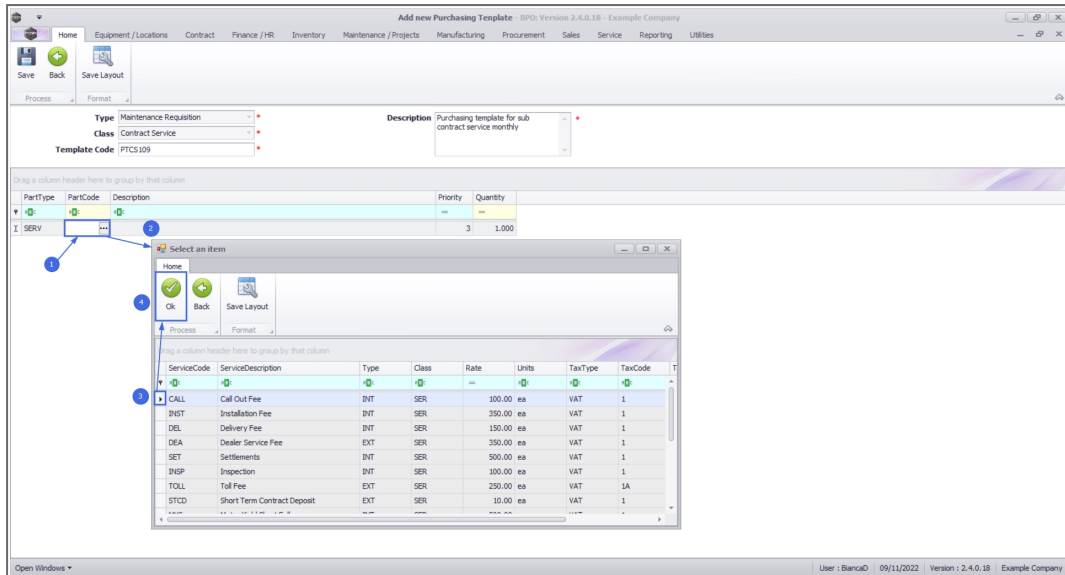 Add new Purchasing Template - BPO: Version 2.4.0.18 - Example Company
Home Equipment / Locations Contract Finance / HR Inventory Maintenance / Projects Manufacturing Procurement Sales Service Reporting Utilities
Save Back Save Layout
Process Format
Type Maintenance Requisition * Description Purchasing template for sub *
contract service monthly
Class Contract Service *
Template Code PTCS109 *
Drag a column header here to group by that column
PartType PartCode Description Priority Quantity
SERV 2 3 1.000
1
Select an item
Home
4 Ok Back Save Layout
Process Format
Drag a column header here to group by that column
ServiceCode ServiceDescription Type Class Rate Units TaxType TaxCode T
3 CALL Call Out Fee INT SER 100.00 ea VAT 1
INST Installation Fee INT SER 350.00 ea VAT 1
DEL Delivery Fee INT SER 150.00 ea VAT 1
DEA Dealer Service Fee EXT SER 350.00 ea VAT 1
SET Settlements INT SER 500.00 ea VAT 1
INSP Inspection INT SER 100.00 ea VAT 1
TOLL Toll Fee EXT SER 250.00 ea VAT 1A
STCD Short Term Contract Deposit EXT SER 10.00 ea VAT 1
Open Windows User : BiancaD 09/11/2022 Version : 2.4.0.18 Example Company